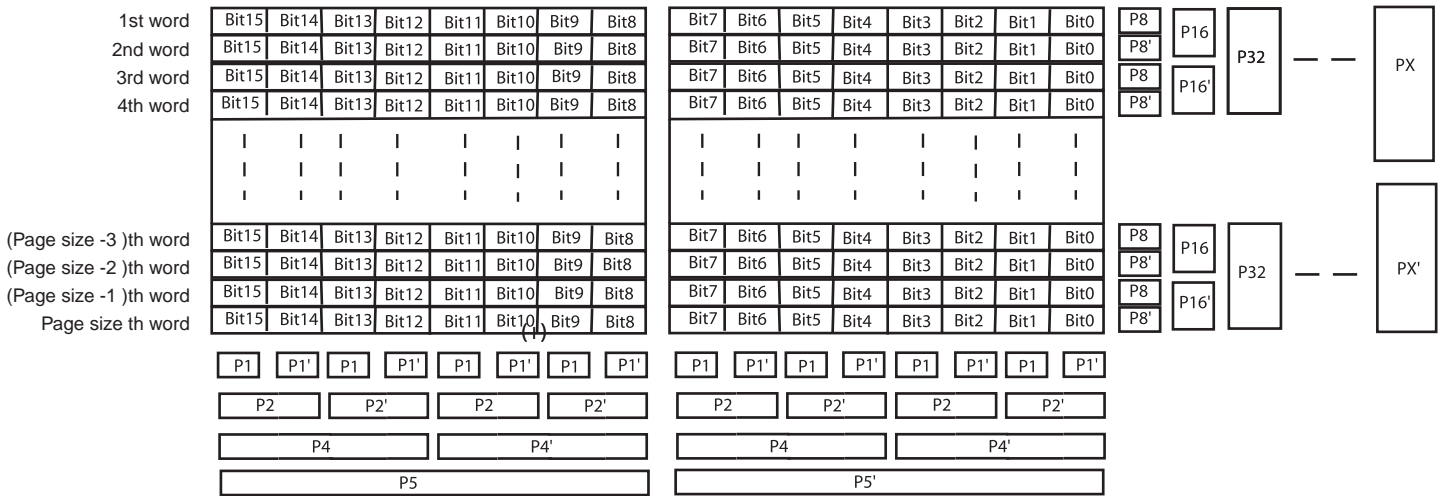 1st word Bit15 Bit14 Bit13 Bit12 Bit11 Bit10 Bit9 Bit8 Bit7 Bit6 Bit5 Bit4 Bit3 Bit2 Bit1 Bit0 P8 P16 P32 PX
2nd word Bit15 Bit14 Bit13 Bit12 Bit11 Bit10 Bit9 Bit8 Bit7 Bit6 Bit5 Bit4 Bit3 Bit2 Bit1 Bit0 P8'
3rd word Bit15 Bit14 Bit13 Bit12 Bit11 Bit10 Bit9 Bit8 Bit7 Bit6 Bit5 Bit4 Bit3 Bit2 Bit1 Bit0 P8 P16'
4th word Bit15 Bit14 Bit13 Bit12 Bit11 Bit10 Bit9 Bit8 Bit7 Bit6 Bit5 Bit4 Bit3 Bit2 Bit1 Bit0 P8'
(Page size -3 )th word Bit15 Bit14 Bit13 Bit12 Bit11 Bit10 Bit9 Bit8 Bit7 Bit6 Bit5 Bit4 Bit3 Bit2 Bit1 Bit0 P8 P16 P32 PX'
(Page size -2 )th word Bit15 Bit14 Bit13 Bit12 Bit11 Bit10 Bit9 Bit8 Bit7 Bit6 Bit5 Bit4 Bit3 Bit2 Bit1 Bit0 P8'
(Page size -1 )th word Bit15 Bit14 Bit13 Bit12 Bit11 Bit10 Bit9 Bit8 Bit7 Bit6 Bit5 Bit4 Bit3 Bit2 Bit1 Bit0 P8 P16'
Page size th word Bit15 Bit14 Bit13 Bit12 Bit11 Bit10 Bit9 Bit8 Bit7 Bit6 Bit5 Bit4 Bit3 Bit2 Bit1 Bit0 P8'
(+)
P1 P1' P1 P1' P1 P1' P1 P1' P1 P1' P1 P1' P1 P1' P1 P1'
P2 P2' P2 P2' P2 P2' P2 P2'
P4 P4' P4 P4'
P5 P5'